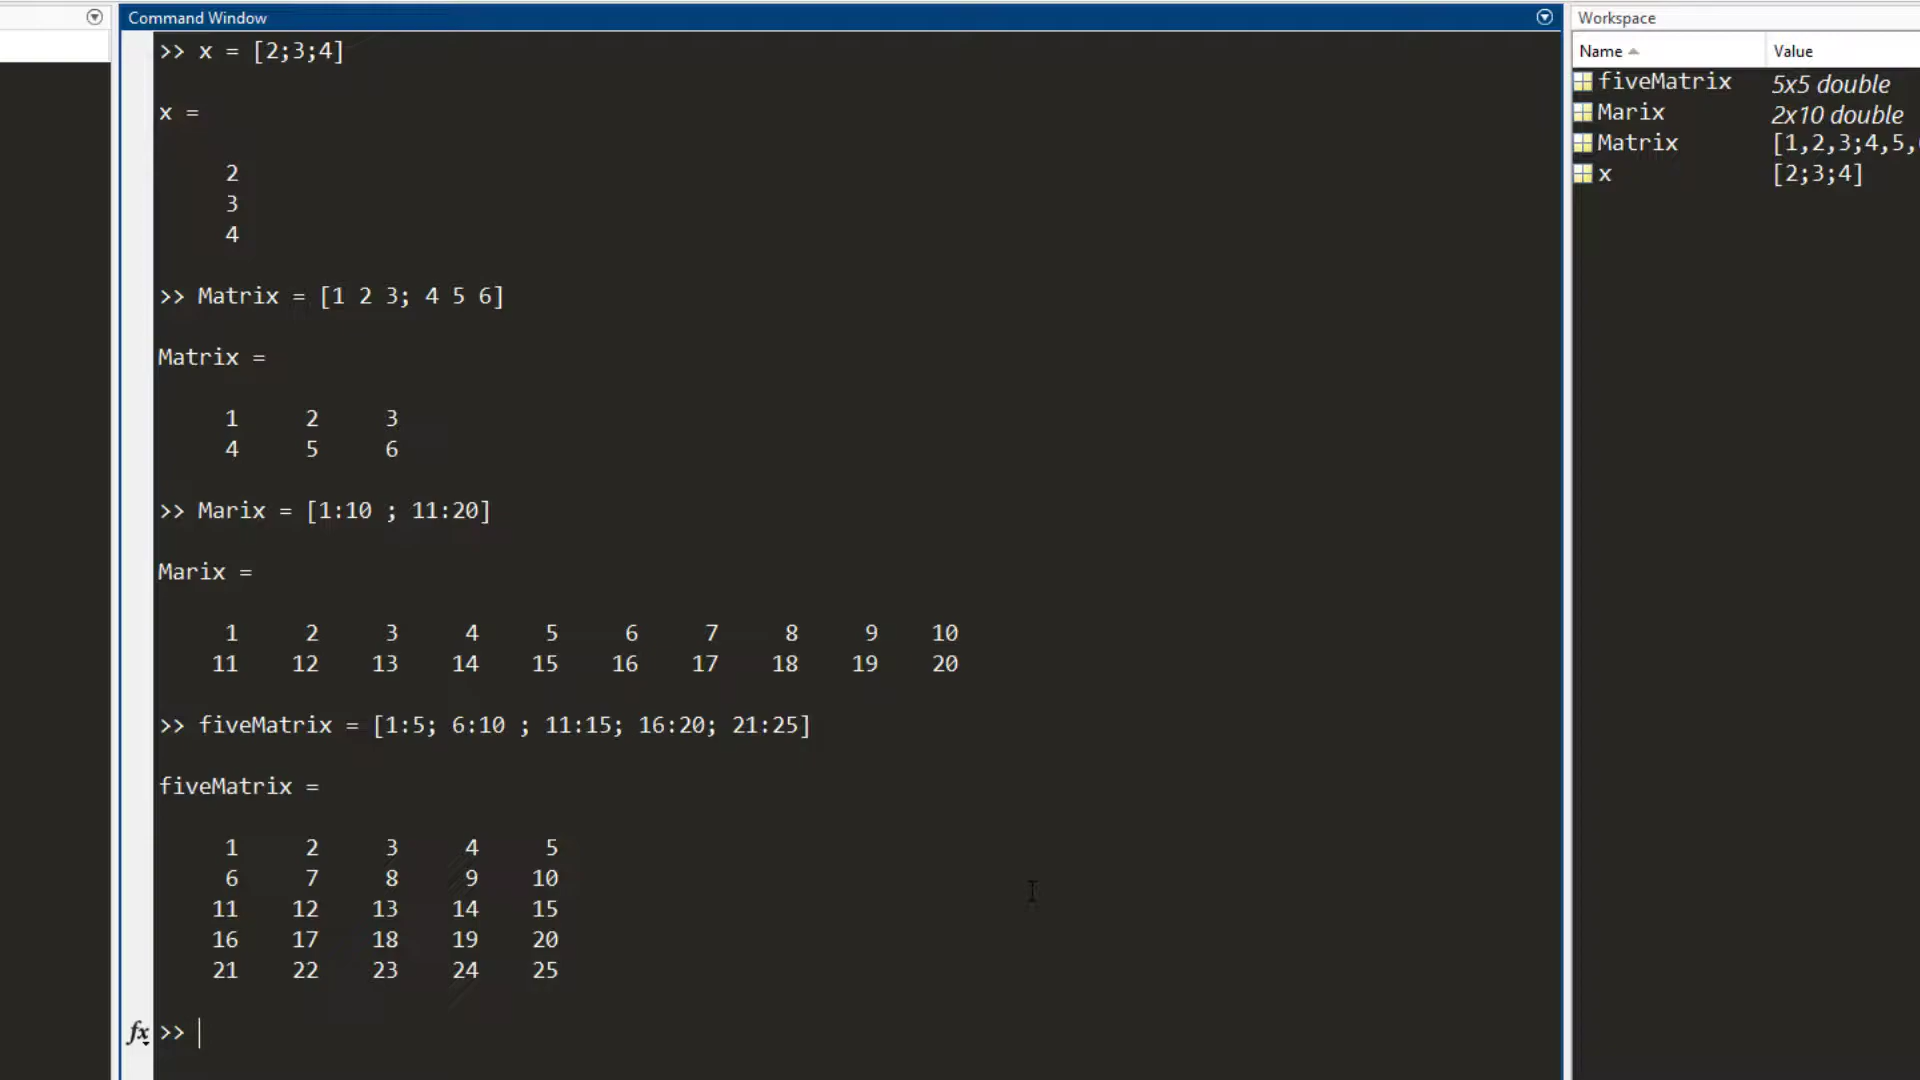 Command Window
>> x = [2;3;4]
x =
2
3
4
>> Matrix = [1 2 3; 4 5 6]
Matrix =
1 2 3
4 5 6
>> Marix = [1:10 ; 11:20]
Marix =
1 2 3 4 5 6 7 8 9 10
11 12 13 14 15 16 17 18 19 20
>> fiveMatrix = [1:5; 6:10 ; 11:15; 16:20; 21:25]
fiveMatrix =
1 2 3 4 5
6 7 8 9 10
11 12 13 14 15
16 17 18 19 20
21 22 23 24 25
fx >>
Workspace
Name Value
fiveMatrix 5x5 double
Marix 2x10 double
Matrix [1,2,3;4,5,
x [2;3;4]